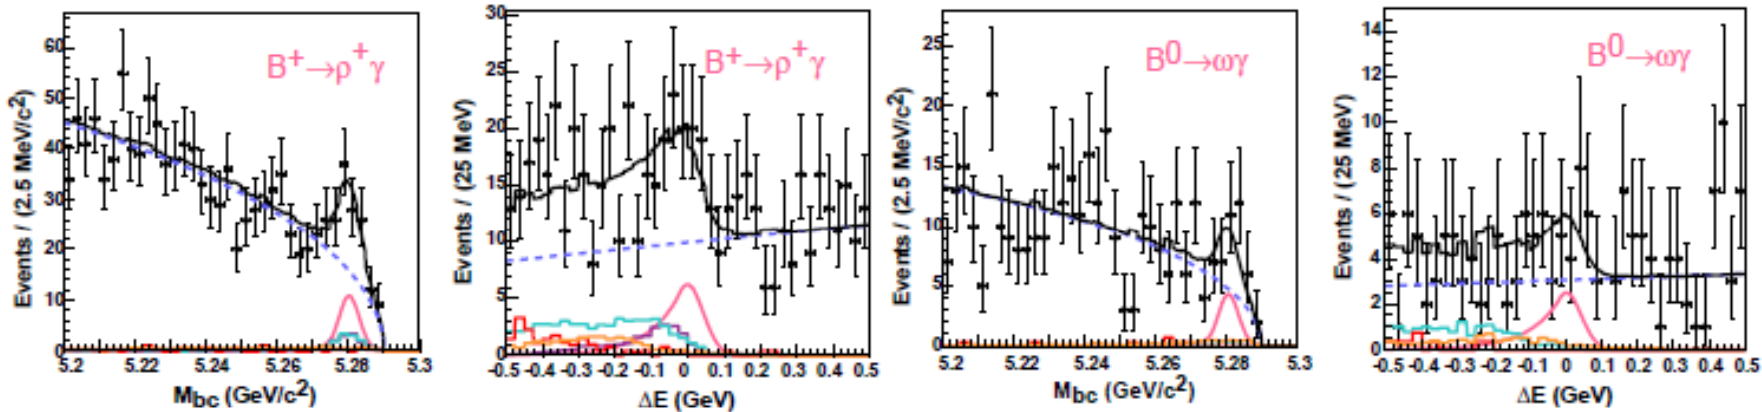 Events / (2.5 MeV/c²)
60
50
40
30
20
10
0
B⁺→ρ⁺γ
5.2 5.22 5.24 5.26 5.28 5.3
M_bc (GeV/c²)
Events / (25 MeV)
30
25
20
15
10
5
0
B⁺→ρ⁺γ
-0.5 -0.4 -0.3 -0.2 -0.1 0 0.1 0.2 0.3 0.4 0.5
ΔE (GeV)
Events / (2.5 MeV/c²)
25
20
15
10
5
0
B⁰→ωγ
5.2 5.22 5.24 5.26 5.28 5.3
M_bc (GeV/c²)
Events / (25 MeV)
14
12
10
8
6
4
2
0
B⁰→ωγ
-0.5 -0.4 -0.3 -0.2 -0.1 0 0.1 0.2 0.3 0.4 0.5
ΔE (GeV)